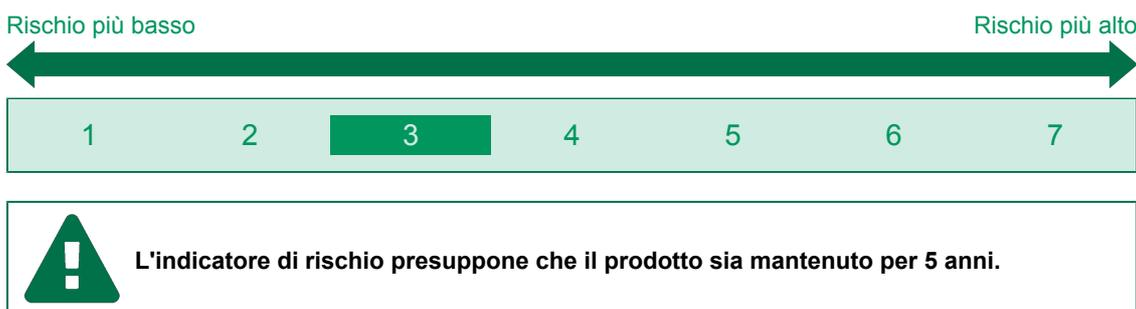 Rischio più basso Rischio più alto
1 2 3 4 5 6 7
L'indicatore di rischio presuppone che il prodotto sia mantenuto per 5 anni.